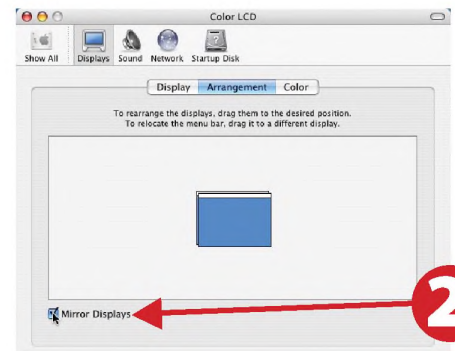 Color LCD
Show All Displays Sound Network Startup Disk
Display Arrangement Color
To rearrange the displays, drag them to the desired position.
To relocate the menu bar, drag it to a different display.
Mirror Displays
2